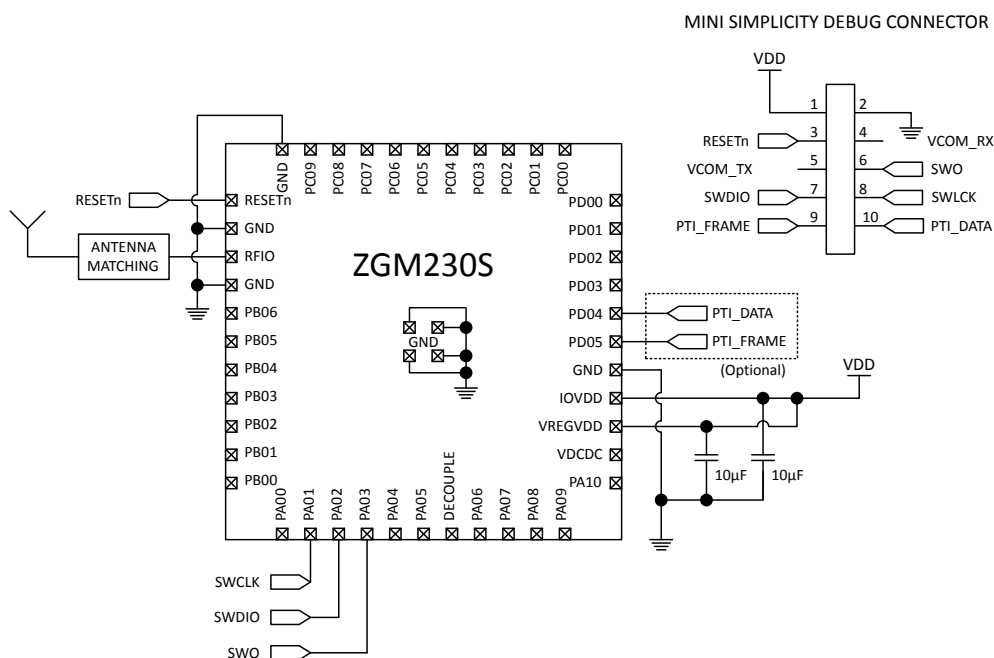 MINI SIMPLICITY DEBUG CONNECTOR
VDD
1 2
RESETn 3 4 VCOM_RX
VCOM_TX 5 6 SWO
SWDIO 7 8 SWLCK
PTI_FRAME 9 10 PTI_DATA
GND
PC09
PC08
PC07
PC06
PC05
PC04
PC03
PC02
PC01
PC00
RESETn
RESETn
GND
ANTENNA
MATCHING
RFIO
GND
PB06
PB05
PB04
PB03
PB02
PB01
PB00
ZGM230S
GND
PD00
PD01
PD02
PD03
PD04
PD05
GND
IOVDD
VREGVDD
VDCDC
PA10
PTI_DATA
PTI_FRAME
(Optional)
VDD
10µF
10µF
PA00
PA01
PA02
PA03
PA04
PA05
DECOUPLE
PA06
PA07
PA08
PA09
SWCLK
SWDIO
SWO